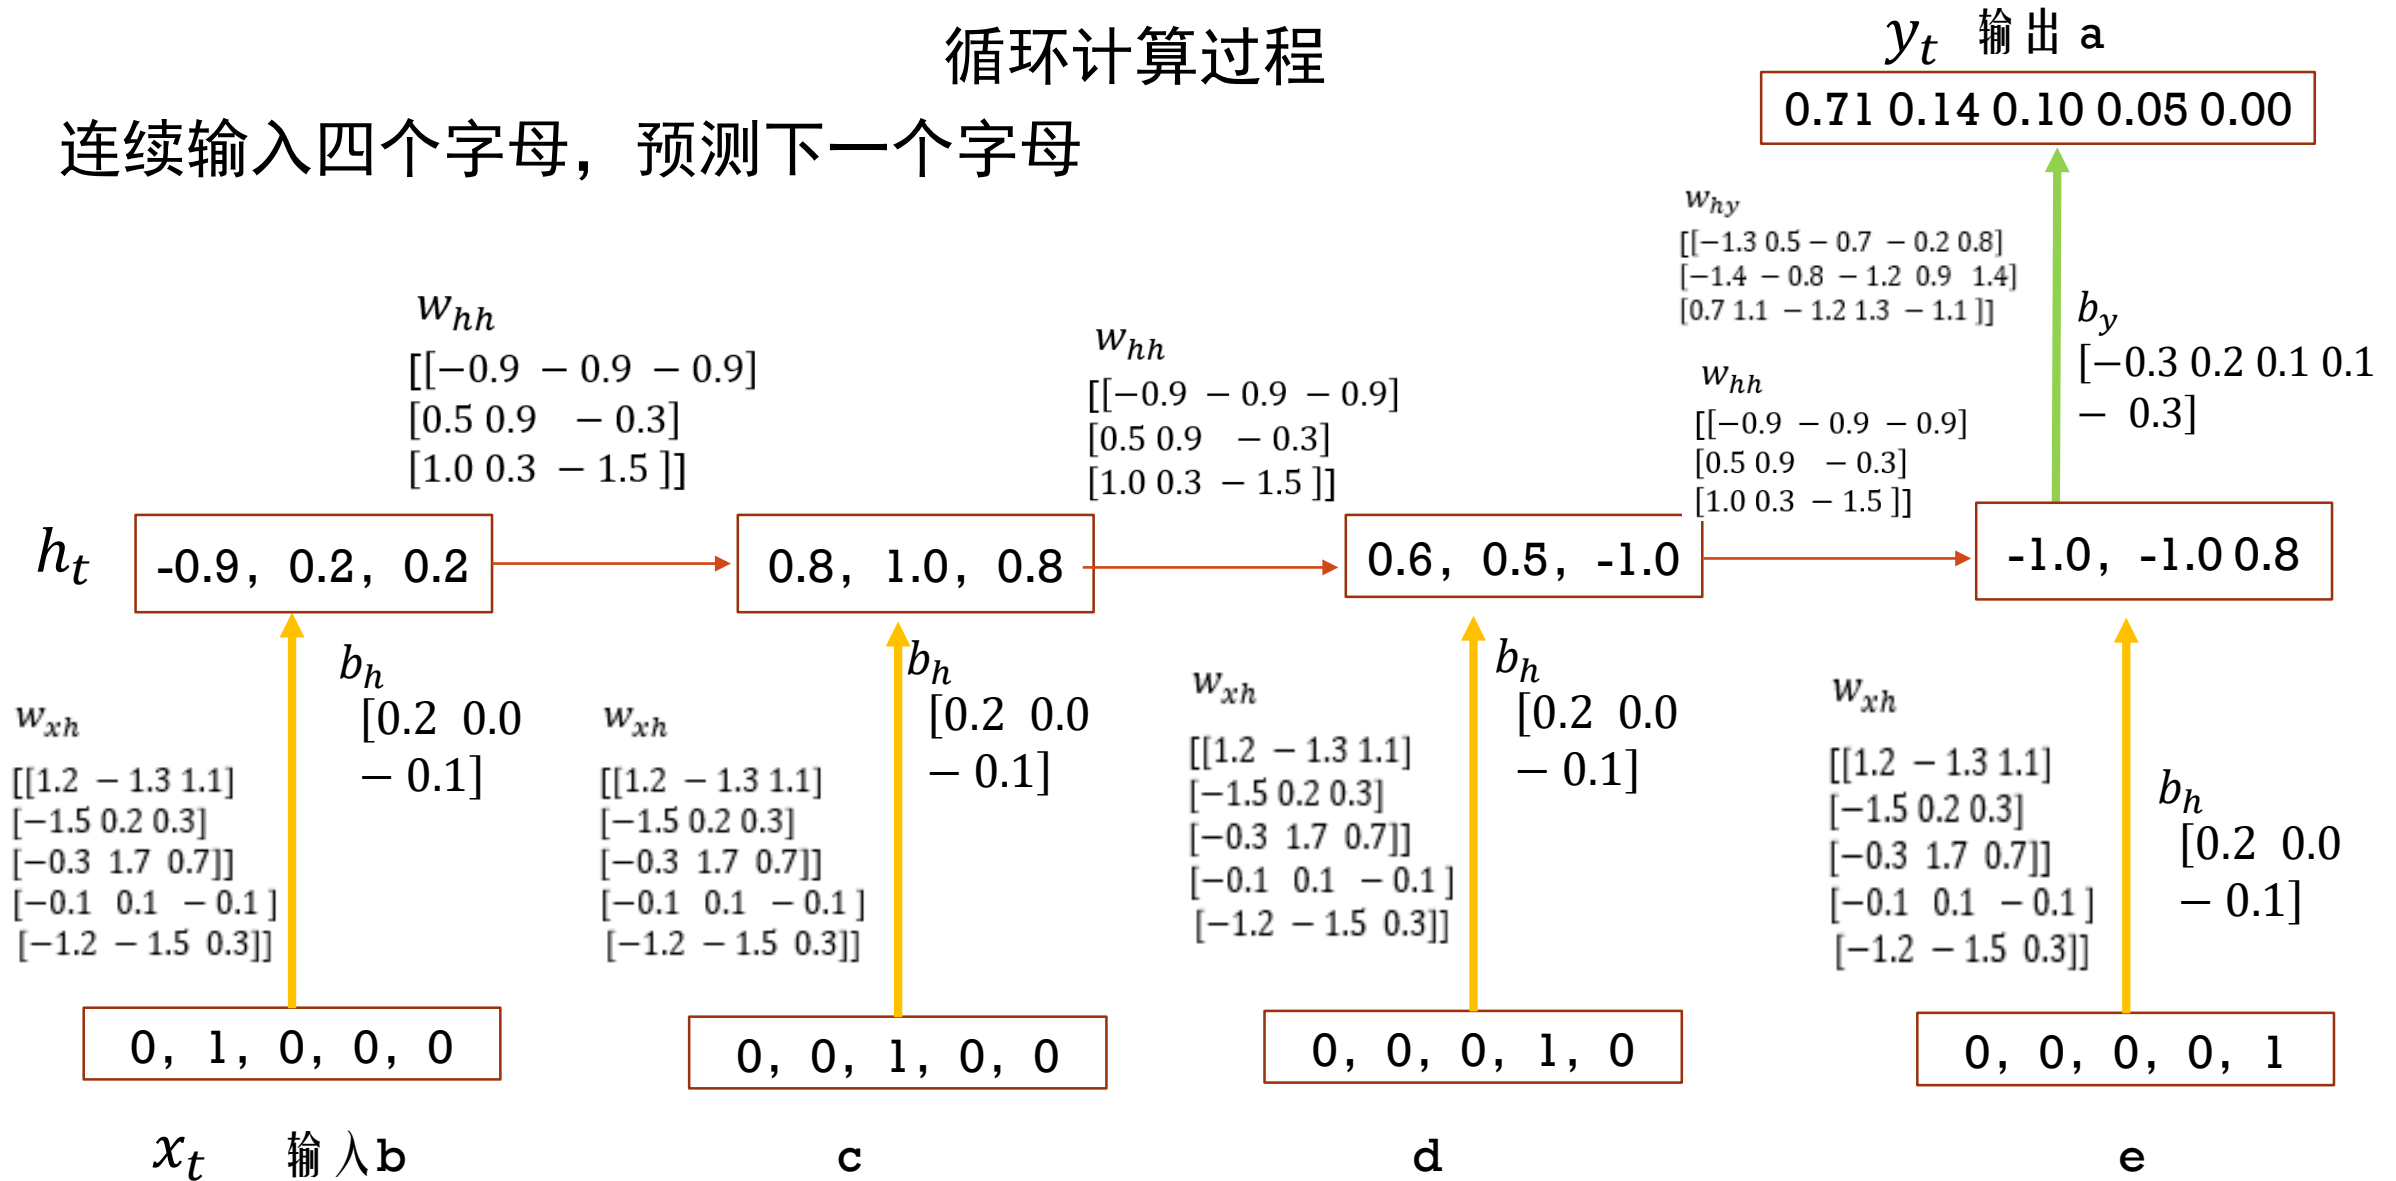 循环计算过程
连续输入四个字母，预测下一个字母
y_t 输出 a
0.71 0.14 0.10 0.05 0.00
w_hy
[[−1.3 0.5 − 0.7 − 0.2 0.8]
[−1.4 − 0.8 − 1.2 0.9 1.4]
[0.7 1.1 − 1.2 1.3 − 1.1 ]]
b_y
[−0.3 0.2 0.1 0.1
− 0.3]
w_hh
[[−0.9 − 0.9 − 0.9]
[0.5 0.9 − 0.3]
[1.0 0.3 − 1.5 ]]
w_hh
[[−0.9 − 0.9 − 0.9]
[0.5 0.9 − 0.3]
[1.0 0.3 − 1.5 ]]
w_hh
[[−0.9 − 0.9 − 0.9]
[0.5 0.9 − 0.3]
[1.0 0.3 − 1.5 ]]
h_t
-0.9, 0.2, 0.2
0.8, 1.0, 0.8
0.6, 0.5, -1.0
-1.0, -1.0 0.8
w_xh
[[1.2 − 1.3 1.1]
[−1.5 0.2 0.3]
[−0.3 1.7 0.7]]
[−0.1 0.1 − 0.1 ]
[−1.2 − 1.5 0.3]]
b_h
[0.2 0.0
− 0.1]
w_xh
[[1.2 − 1.3 1.1]
[−1.5 0.2 0.3]
[−0.3 1.7 0.7]]
[−0.1 0.1 − 0.1 ]
[−1.2 − 1.5 0.3]]
b_h
[0.2 0.0
− 0.1]
w_xh
[[1.2 − 1.3 1.1]
[−1.5 0.2 0.3]
[−0.3 1.7 0.7]]
[−0.1 0.1 − 0.1 ]
[−1.2 − 1.5 0.3]]
b_h
[0.2 0.0
− 0.1]
w_xh
[[1.2 − 1.3 1.1]
[−1.5 0.2 0.3]
[−0.3 1.7 0.7]]
[−0.1 0.1 − 0.1 ]
[−1.2 − 1.5 0.3]]
b_h
[0.2 0.0
− 0.1]
0, 1, 0, 0, 0
0, 0, 1, 0, 0
0, 0, 0, 1, 0
0, 0, 0, 0, 1
x_t 输入b
c
d
e